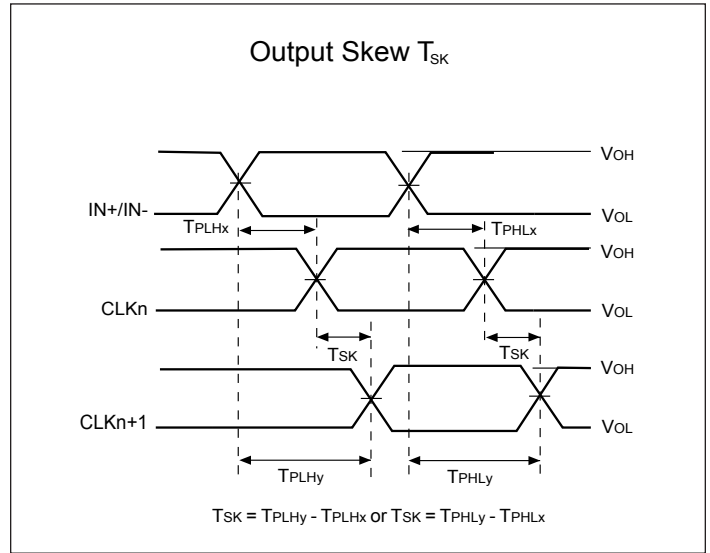 Output Skew TSK
VOH
IN+/IN-
VOL
TPLHx
TPHLx
VOH
CLKn
VOL
TSK
TSK
VOH
CLKn+1
VOL
TPLHy
TPHLy
TSK = TPLHy - TPLHx or TSK = TPHLy - TPHLx